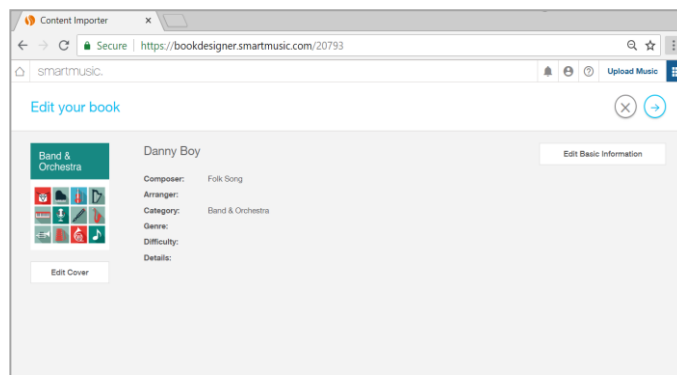 Content Importer
Secure https://bookdesigner.smartmusic.com/20793
smartmusic.
Upload Music
Edit your book
Band &
Orchestra
Edit Cover
Danny Boy
Composer: Folk Song
Arranger:
Category: Band & Orchestra
Genre:
Difficulty:
Details:
Edit Basic Information